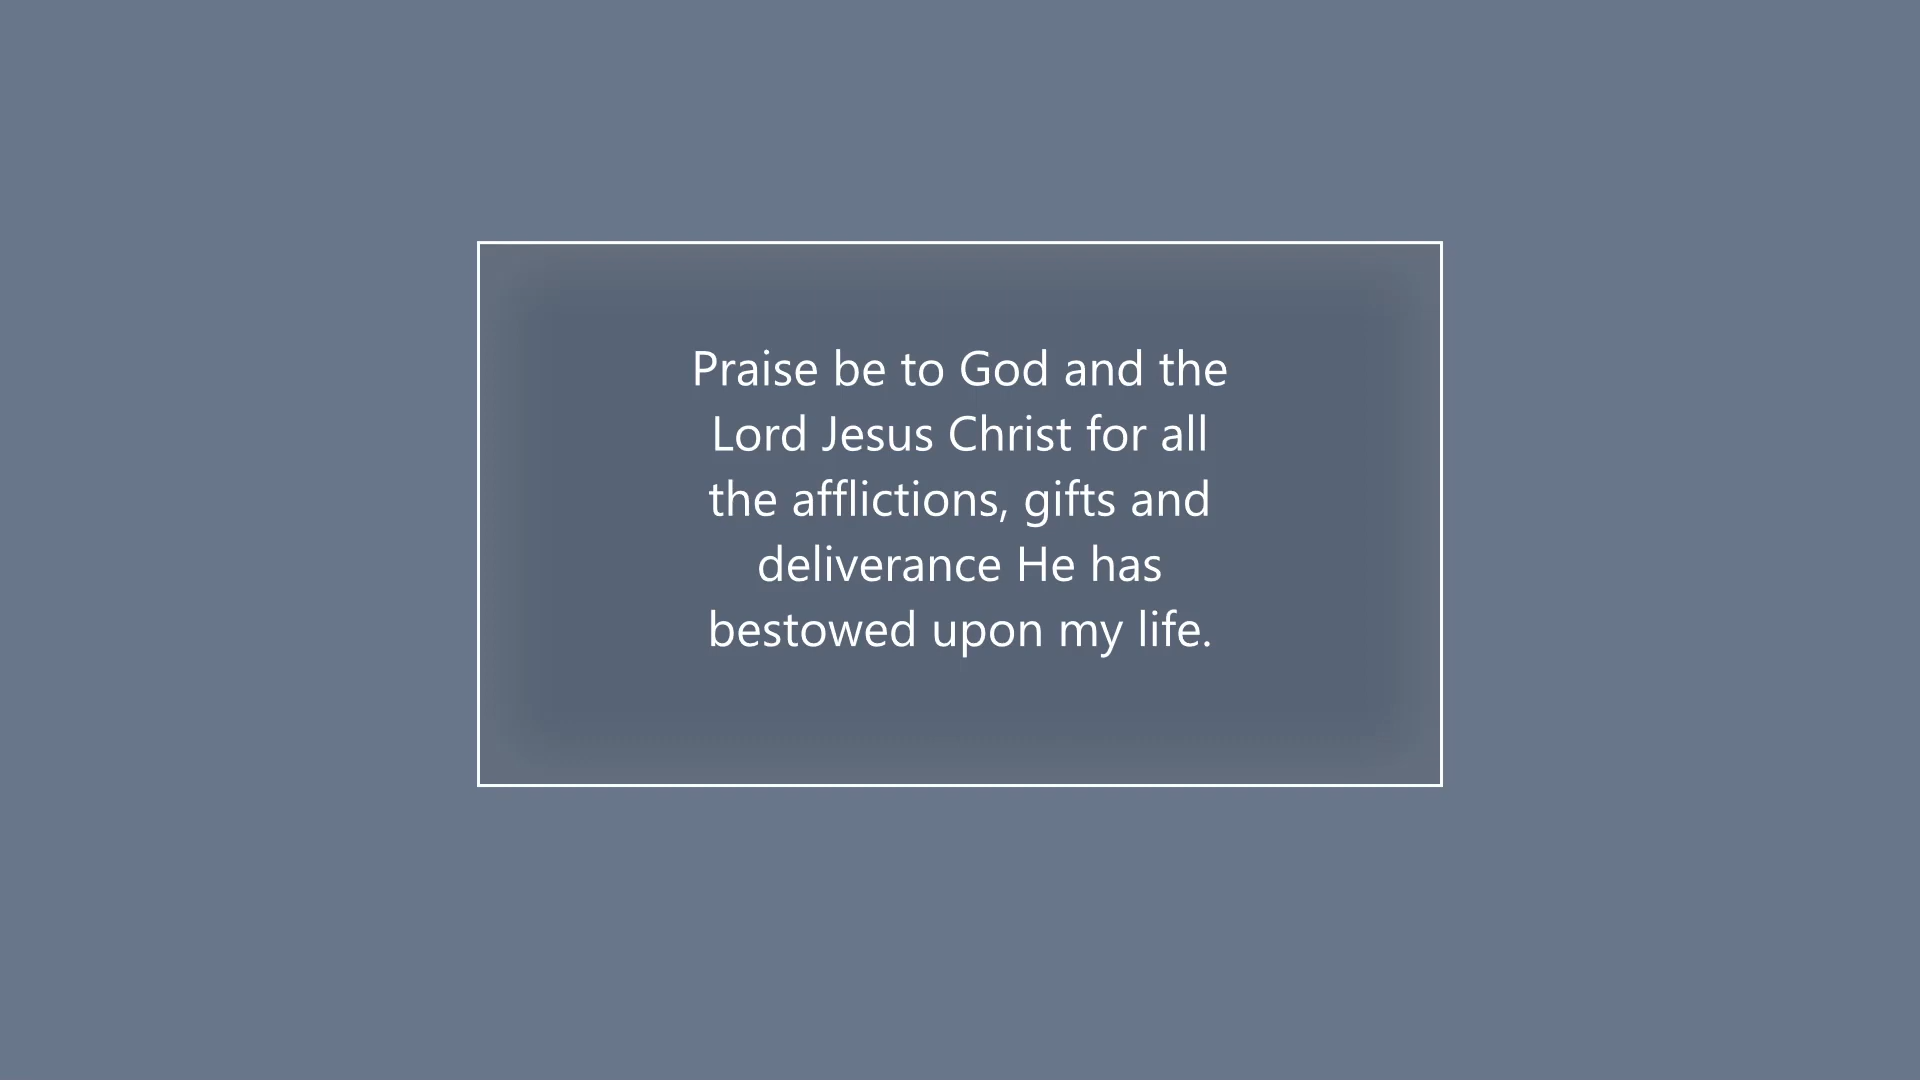 Praise be to God and the
Lord Jesus Christ for all
the afflictions, gifts and
deliverance He has
bestowed upon my life.